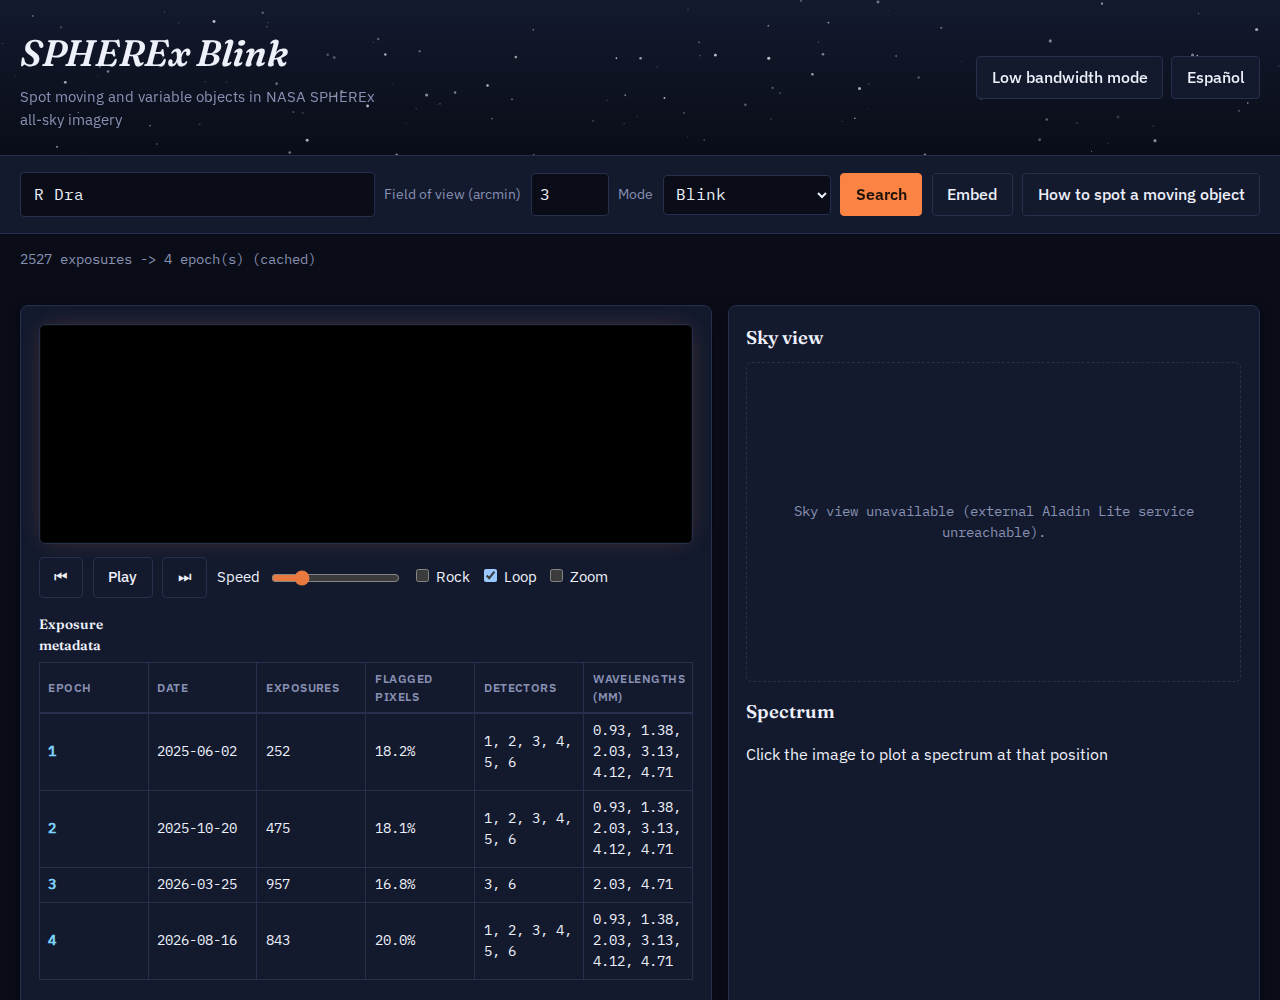 SPHEREx Blink
Spot moving and variable objects in NASA SPHEREx
all-sky imagery
Low bandwidth mode
Español
R Dra
Field of view (arcmin)
3
Mode
Blink
Search
Embed
How to spot a moving object
2527 exposures -> 4 epoch(s) (cached)
Play
Speed
Rock
Loop
Zoom
Exposure
metadata
EPOCH
DATE
EXPOSURES
FLAGGED
PIXELS
DETECTORS
WAVELENGTHS
(MM)
1
2025-06-02
252
18.2%
1, 2, 3, 4,
5, 6
0.93, 1.38,
2.03, 3.13,
4.12, 4.71
2
2025-10-20
475
18.1%
1, 2, 3, 4,
5, 6
0.93, 1.38,
2.03, 3.13,
4.12, 4.71
3
2026-03-25
957
16.8%
3, 6
2.03, 4.71
4
2026-08-16
843
20.0%
1, 2, 3, 4,
5, 6
0.93, 1.38,
2.03, 3.13,
4.12, 4.71
Sky view
Sky view unavailable (external Aladin Lite service
unreachable).
Spectrum
Click the image to plot a spectrum at that position